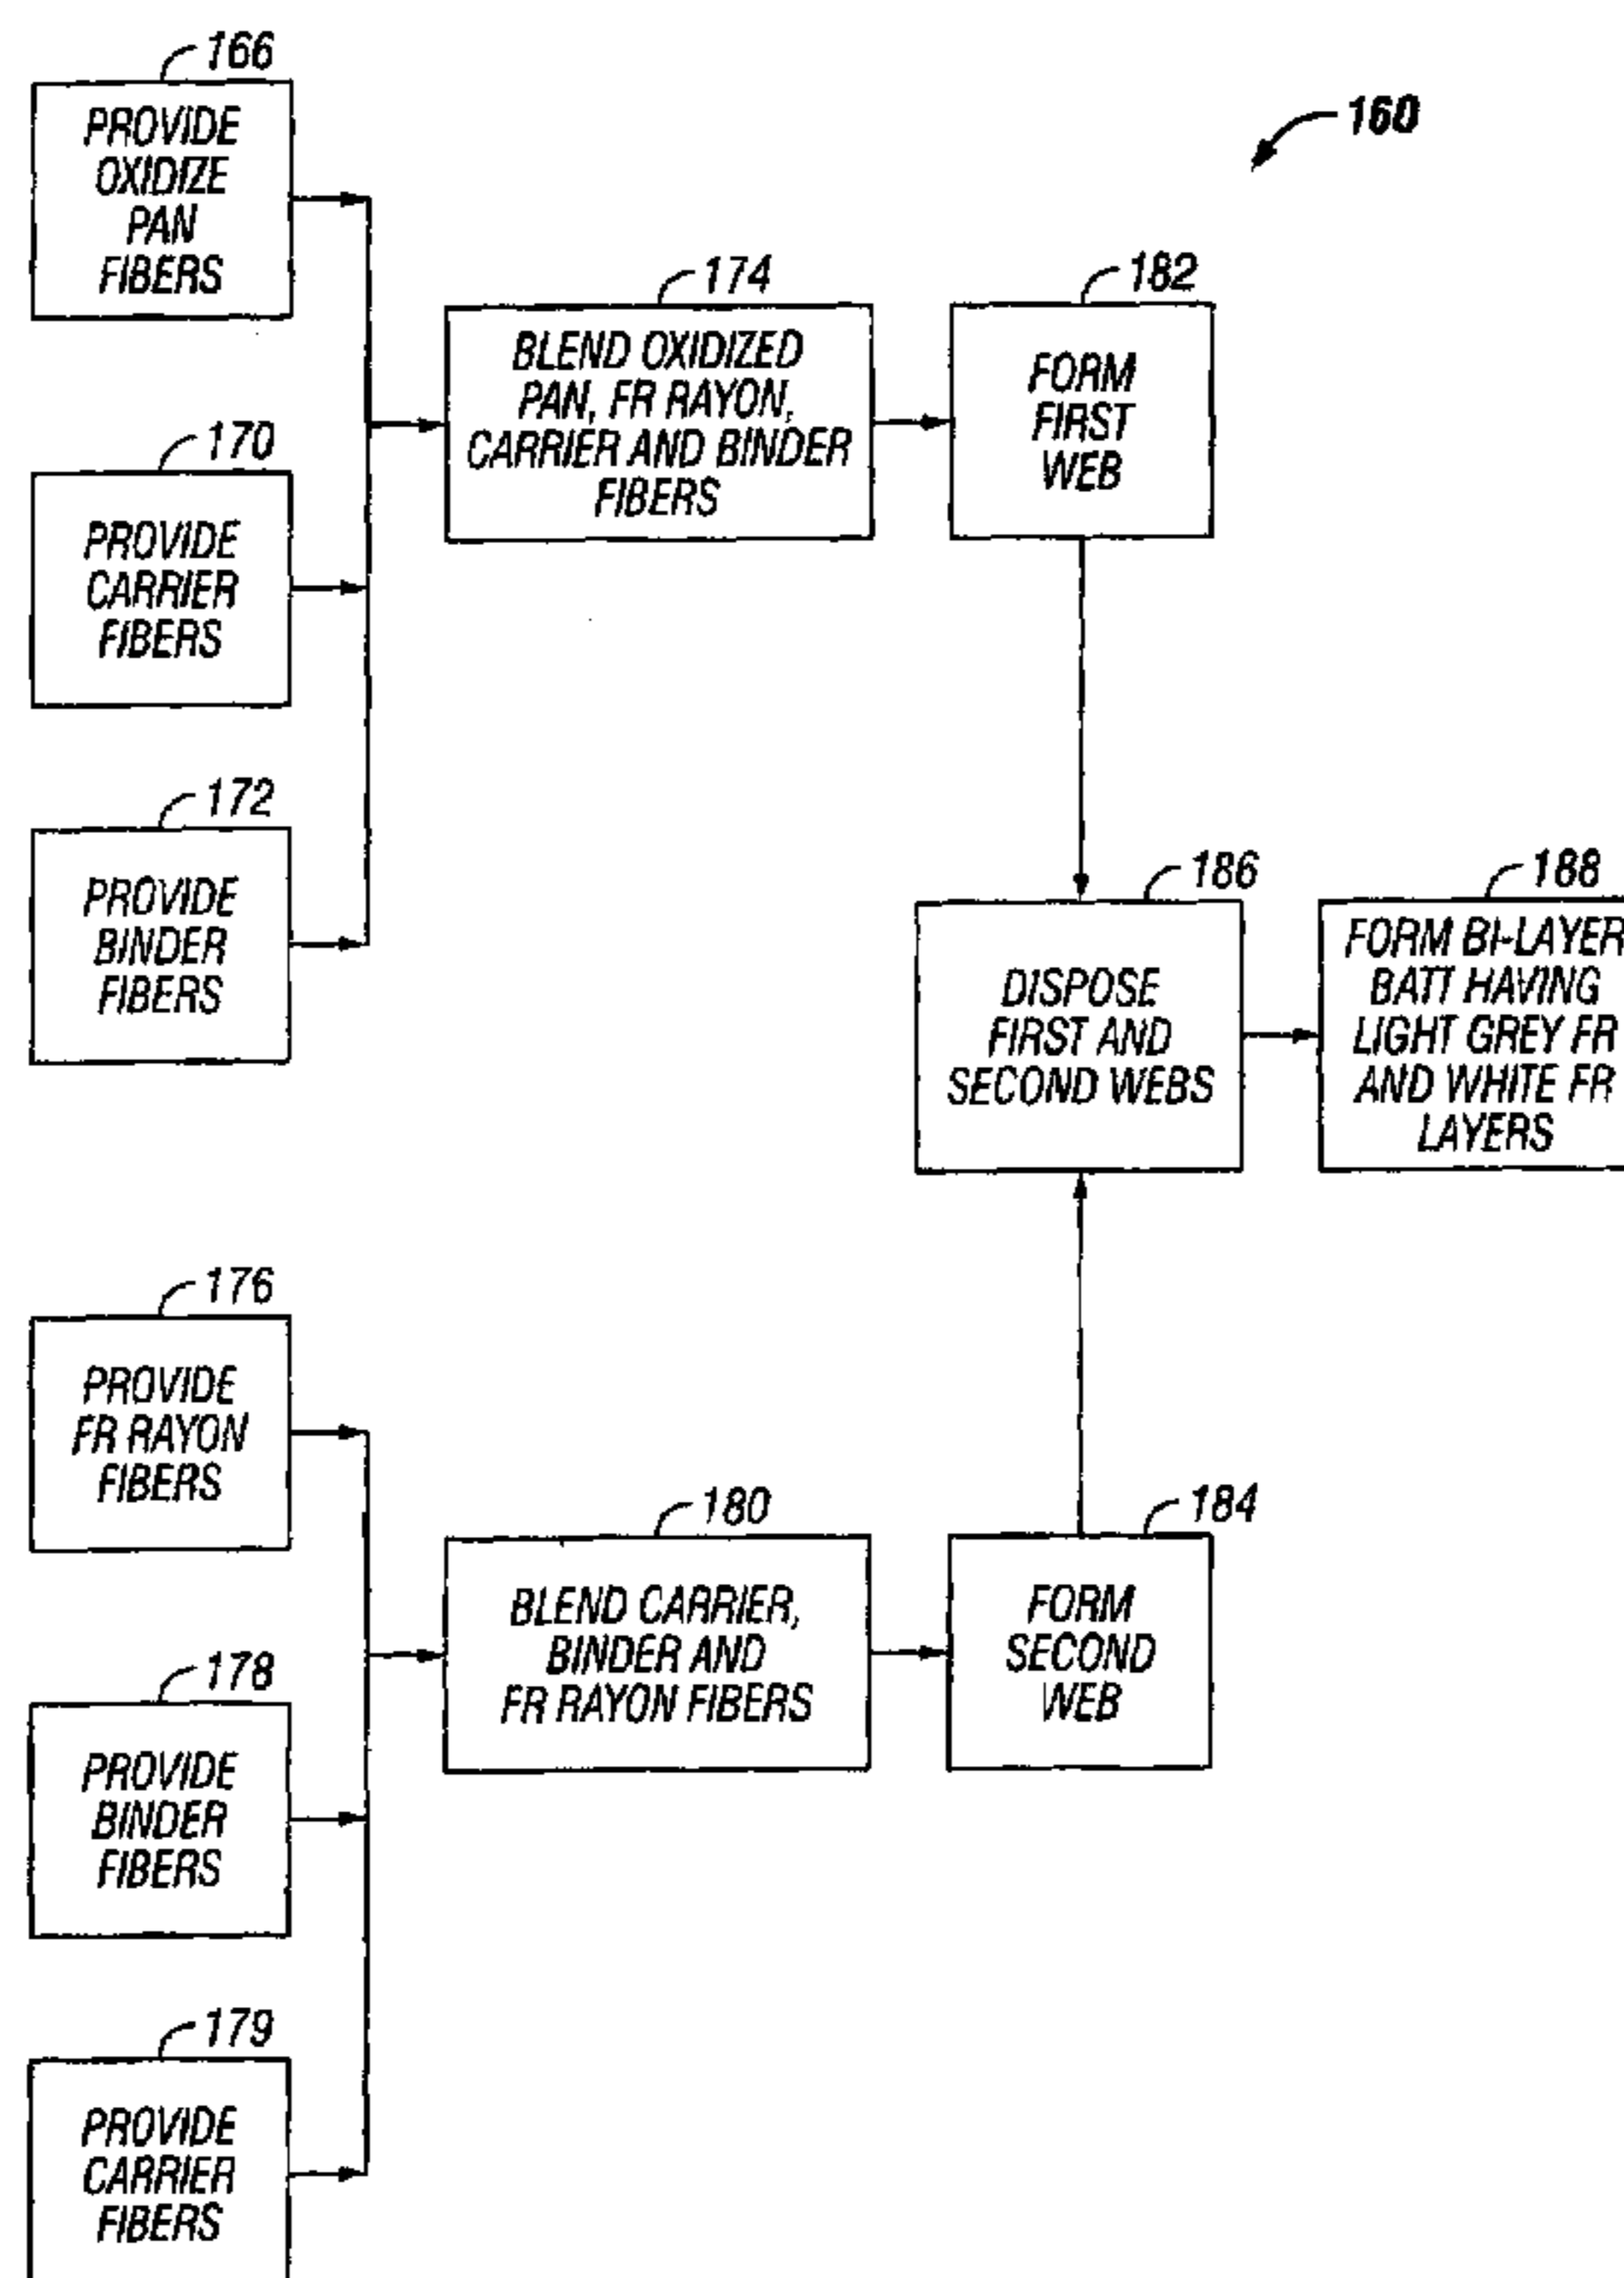 166
PROVIDE
OXIDIZE
PAN
FIBERS
160
170
PROVIDE
CARRIER
FIBERS
172
PROVIDE
BINDER
FIBERS
174
BLEND OXIDIZED
PAN, FR RAYON,
CARRIER AND BINDER
FIBERS
182
FORM
FIRST
WEB
186
DISPOSE
FIRST AND
SECOND WEBS
188
FORM BI-LAYER
BATT HAVING
LIGHT GREY FR
AND WHITE FR
LAYERS
176
PROVIDE
FR RAYON
FIBERS
178
PROVIDE
BINDER
FIBERS
179
PROVIDE
CARRIER
FIBERS
180
BLEND CARRIER,
BINDER AND
FR RAYON FIBERS
184
FORM
SECOND
WEB